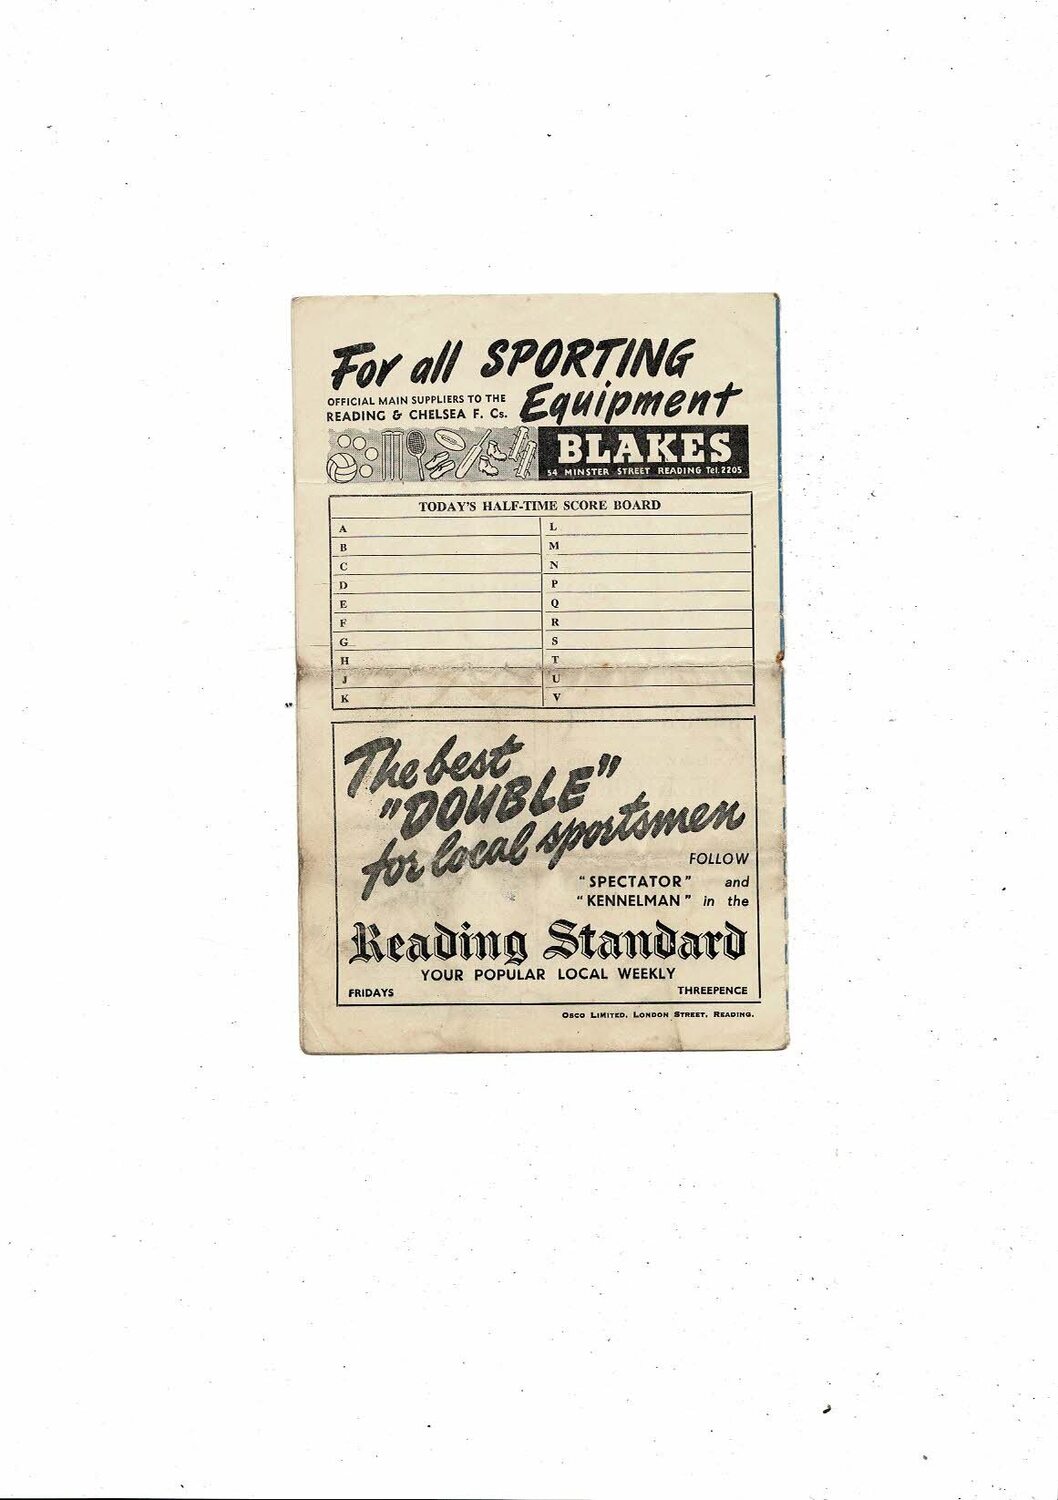 For all SPORTING
OFFICIAL MAIN SUPPLIERS TO THE
READING & CHELSEA F. Cs.
Equipment
BLAKES
54 MINSTER STREET READING Tel. 2205
TODAY'S HALF-TIME SCORE BOARD
A L
B M
C N
D P
E Q
F R
G S
H T
J U
K V
The best
"DOUBLE"
for local sportsmen
FOLLOW
"SPECTATOR" and
"KENNELMAN" in the
Reading Standard
YOUR POPULAR LOCAL WEEKLY
FRIDAYS THREEPENCE
Osco Limited, London Street, Reading.